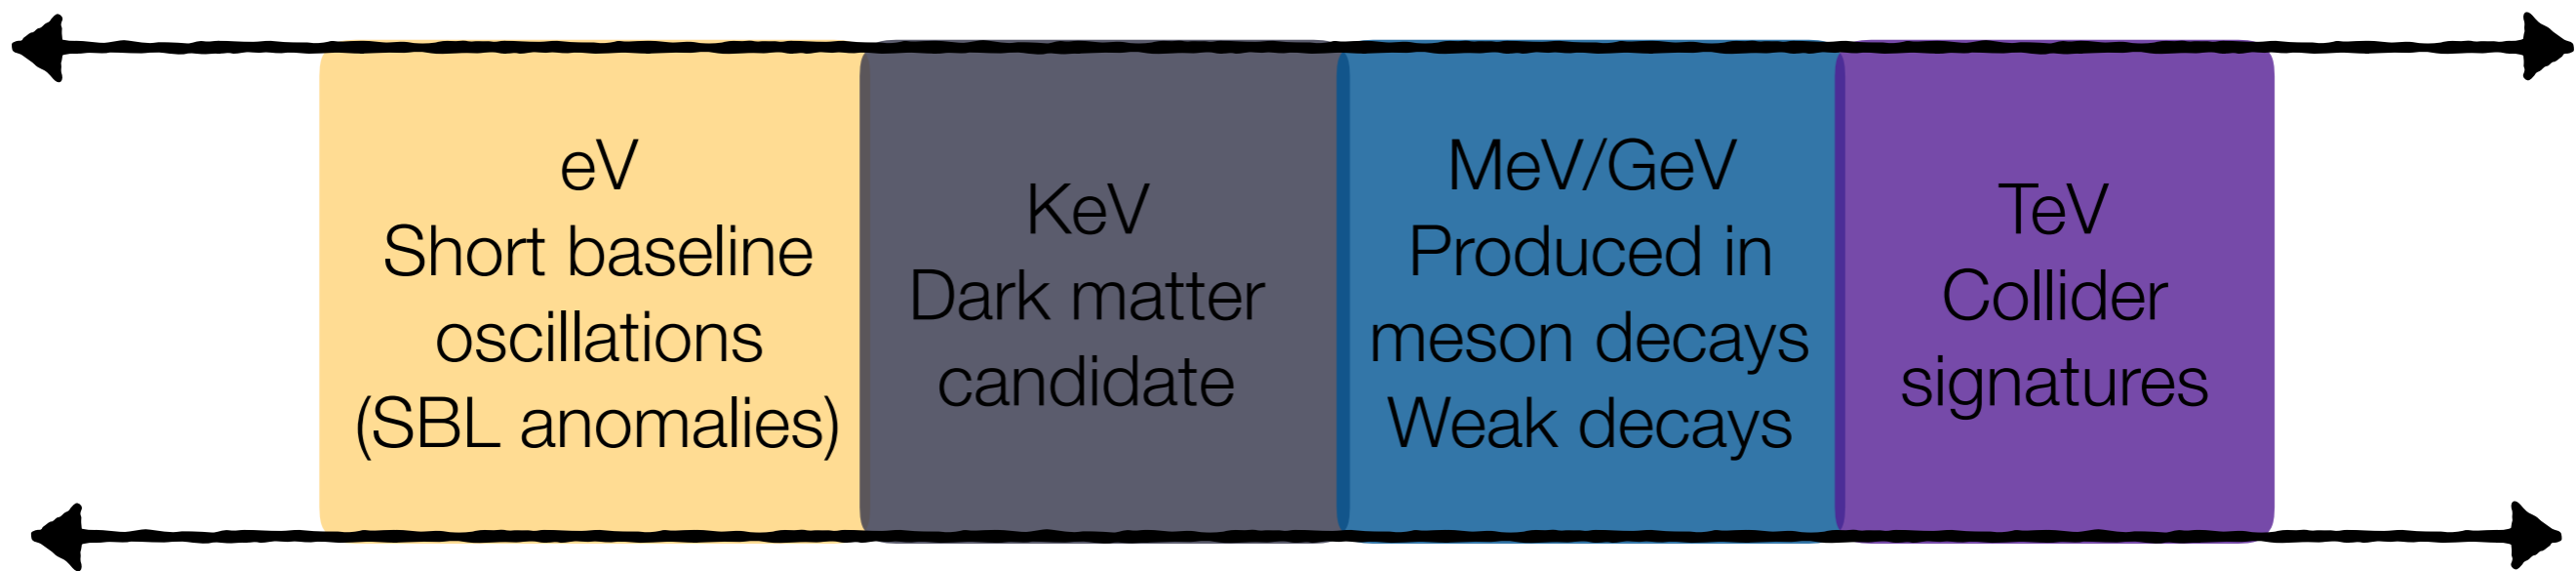 eV
Short baseline
oscillations
(SBL anomalies)
KeV
Dark matter
candidate
MeV/GeV
Produced in
meson decays
Weak decays
TeV
Collider
signatures